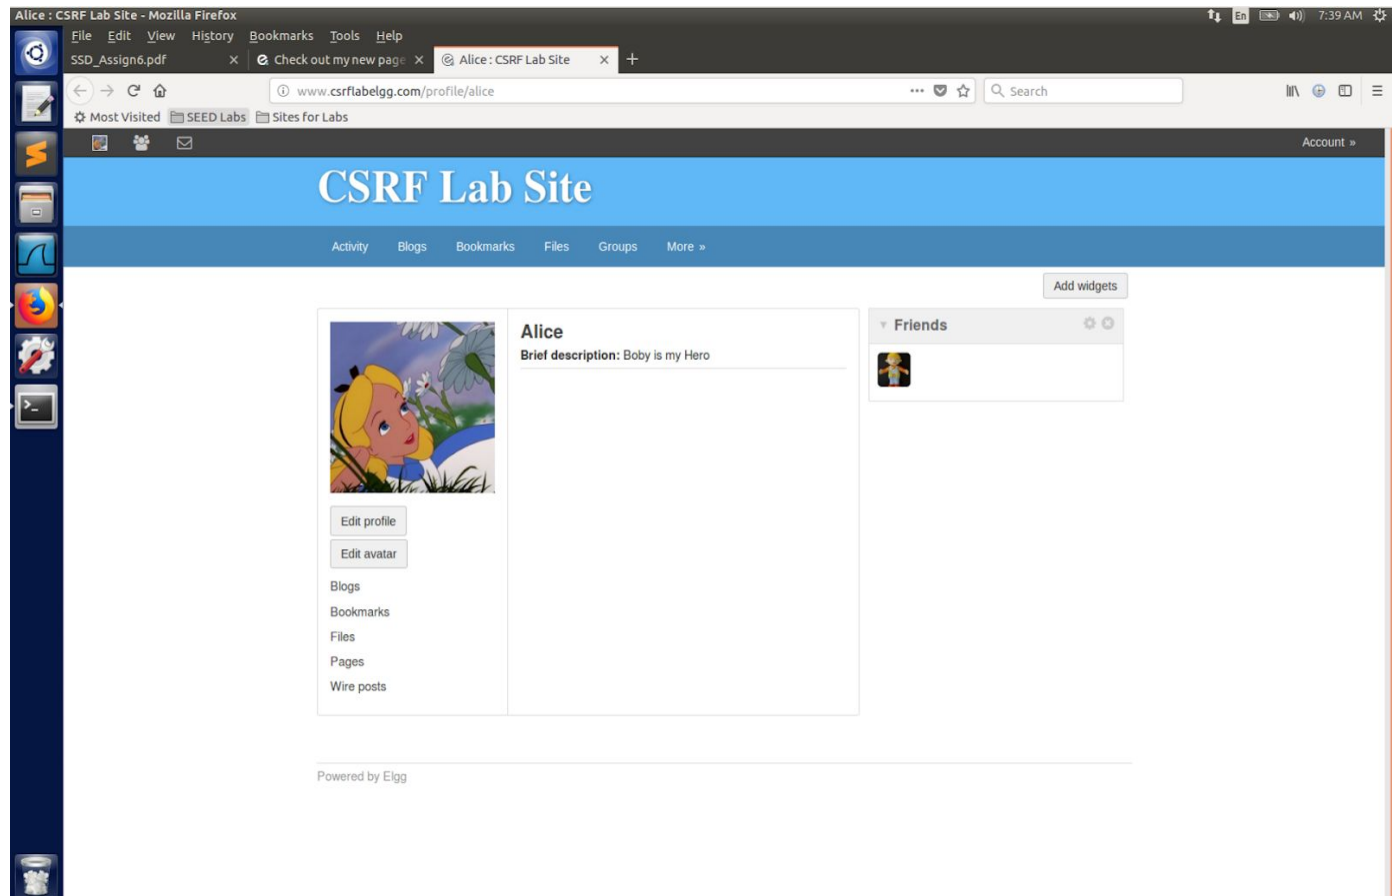 Alice : CSRF Lab Site - Mozilla Firefox
En
7:39 AM
File Edit View History Bookmarks Tools Help
SSD_Assign6.pdf
Check out my new page
Alice : CSRF Lab Site
www.csrflabelgg.com/profile/alice
Search
Most Visited
SEED Labs
Sites for Labs
Account »
CSRF Lab Site
Activity
Blogs
Bookmarks
Files
Groups
More »
Add widgets
Alice
Brief description: Boby is my Hero
Friends
Edit profile
Edit avatar
Blogs
Bookmarks
Files
Pages
Wire posts
Powered by Elgg